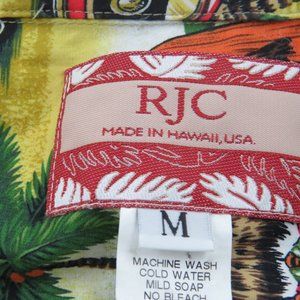 RJC
MADE IN HAWAII, USA.
M
MACHINE WASH
COLD WATER
MILD SOAP
NO BLEACH